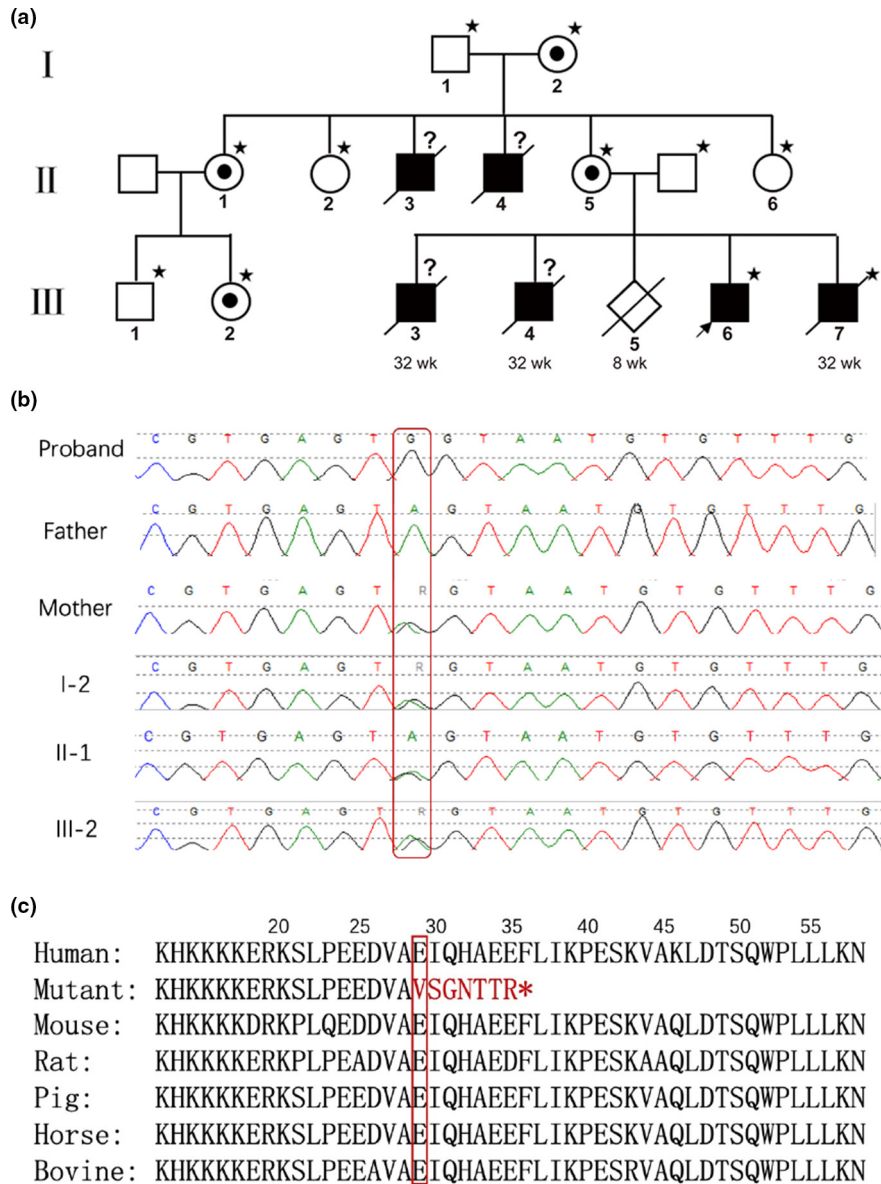 (a)
I
1 2
II
1 2 ? 3 ? 4 5 6
III
1 2 ? 3 ? 4 5 6 7
32 wk 32 wk 8 wk 32 wk
(b)
Proband C G T G A G T G G T A A T G T G T T T G
Father C G T G A G T A G T A A T G T G T T T G
Mother C G T G A G T R G T A A T G T G T T T G
I-2 C G T G A G T R G T A A T G T G T T T G
II-1 C G T G A G T A G T A A T G T G T T T G
III-2 C G T G A G T R G T A A T G T G T T T G
(c)
20 25 30 35 40 45 50 55
Human: KHKKKKERKSLPEEDVAEIQHAEEFLIKPESKVAKLDTSQWPLLLKN
Mutant: KHKKKKERKSLPEEDVAVSGNTTR*
Mouse: KHKKKKDRKPLQEDDVAEIQHAEEFLIKPESKVAQLDTSQWPLLLKN
Rat: KHKKKKERKPLPEADVAEIQHAEDFLIKPESKAAQLDTSQWPLLLKN
Pig: KHKKKKERKSLPEEDVAEIQHAEEFLIKPESKVAQLDTSQWPLLLKN
Horse: KHKKKKERKSLPEEDVAEIQHAEEFLIKPESKVAQLDTSQWPLLLKN
Bovine: KHKKKKERKSLPEEAVAEIQHAEEFLIKPESRVAQLDTSQWPLLLKN